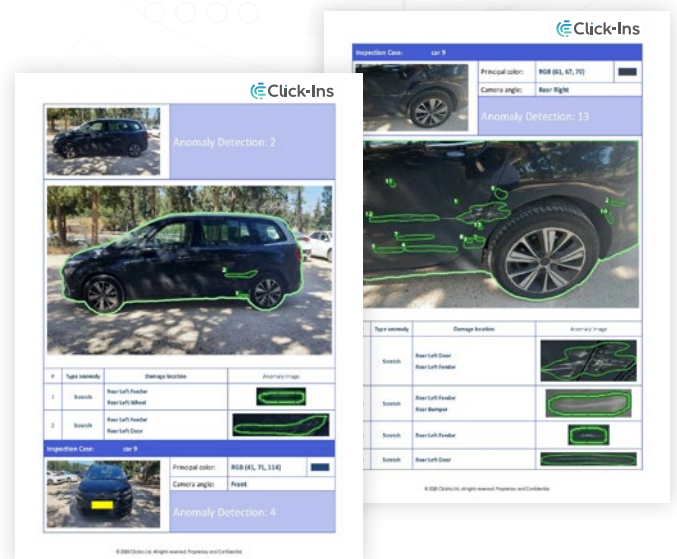 Click-Ins
Anomaly Detection: 2
# Type anomaly Damage location Anomaly Image
1 Scratch Rear Left Fender
Rear Left Wheel
2 Scratch Rear Left Fender
Rear Left Door
Inspection Case: car 9
Principal color: RGB (41, 71, 114)
Camera angle: Front
Anomaly Detection: 4
Click-Ins
Inspection Case: car 9
Principal color: RGB (61, 67, 70)
Camera angle: Rear Right
Anomaly Detection: 13
Type anomaly Damage location Anomaly Image
Scratch Rear Left Door
Rear Left Fender
Scratch Rear Left Fender
Rear Bumper
Scratch Rear Left Fender
Scratch Rear Left Door